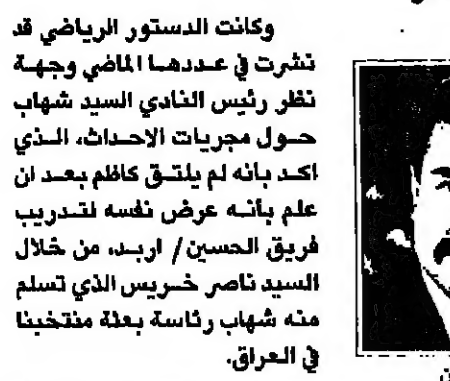 وكانت الدستور الرياضي قد
نشرت في عددها الماضي وجهة
نظر رئيس النادي السيد شهاب
حول مجريات الاحداث، الذي
اكد بانه لم يلتق كاظم بعد ان
علم بأنه عرض نفسه لتدريب
فريق الحسين/ اربد، من خلال
السيد ناصر خريس الذي تسلم
منه شهاب رئاسة بعثة منتخبنا
في العراق.